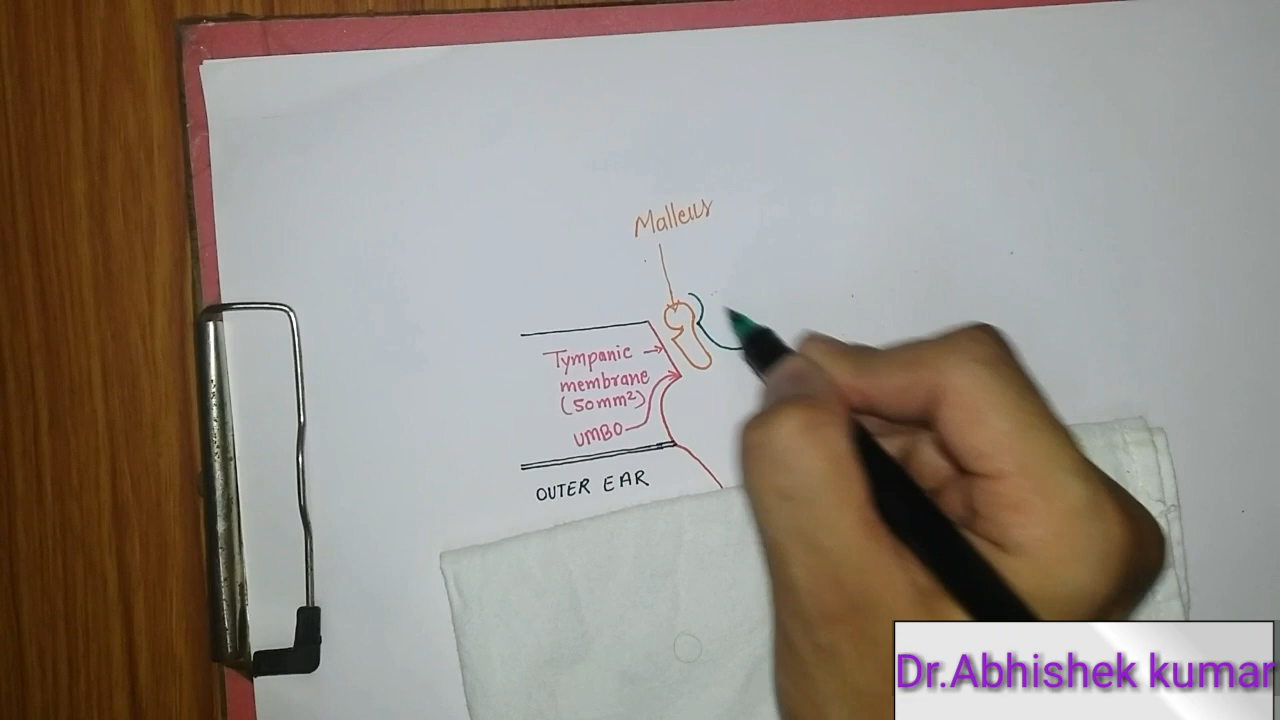 Malleus
Tympanic
membrane
(50mm²)
UMBO
OUTER EAR
Dr.Abhishek kumar